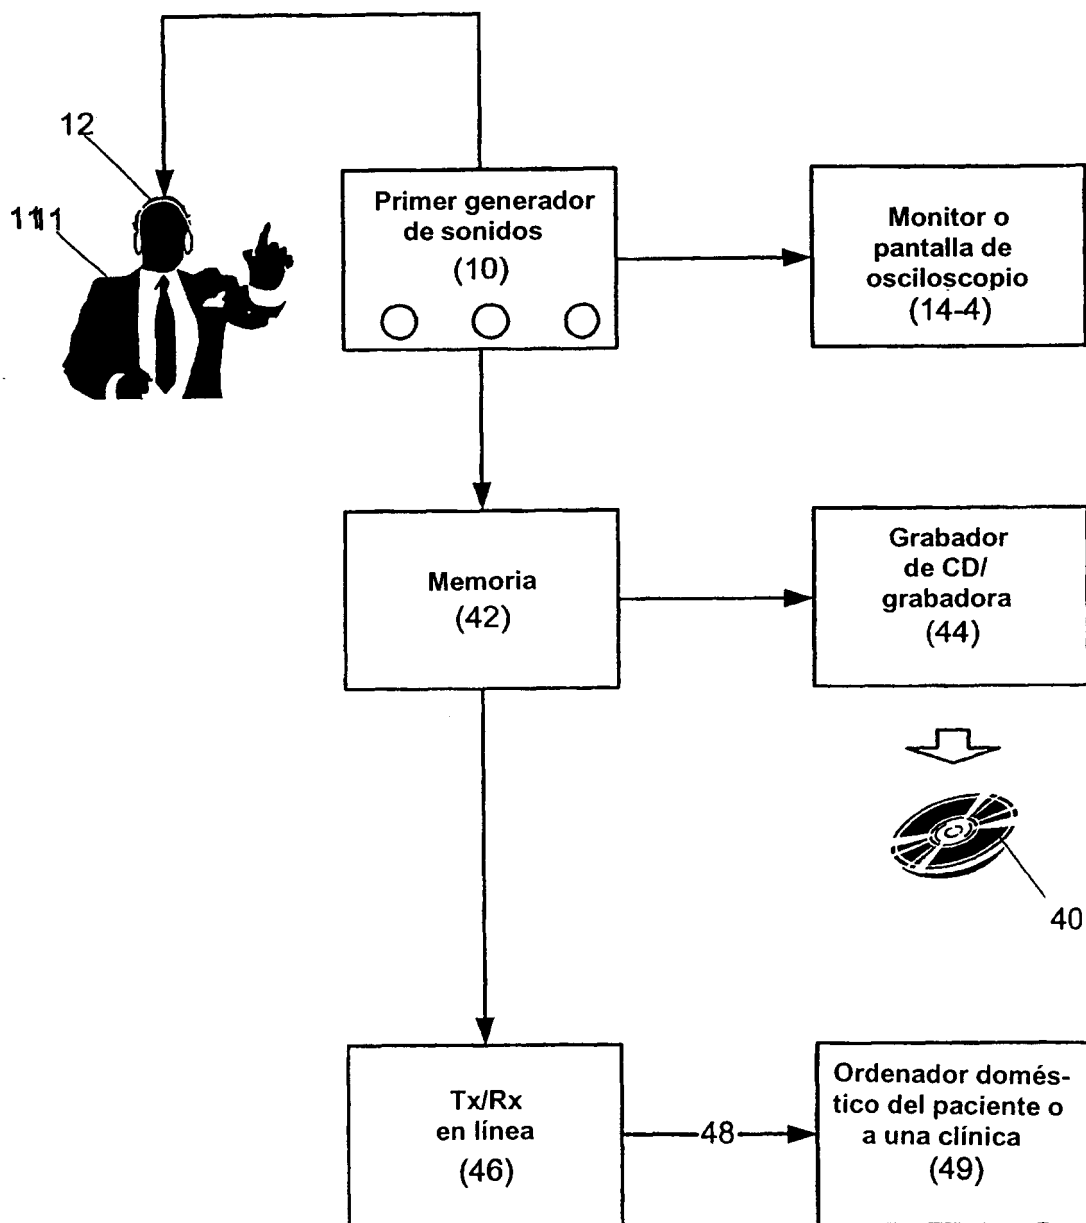 12
Primer generador
de sonidos
(10)
Monitor o
pantalla de
osciloscopio
(14-4)
Memoria
(42)
Grabador
de CD/
grabadora
(44)
40
Tx/Rx
en línea
(46)
48
Ordenador domés-
tico del paciente o
a una clínica
(49)